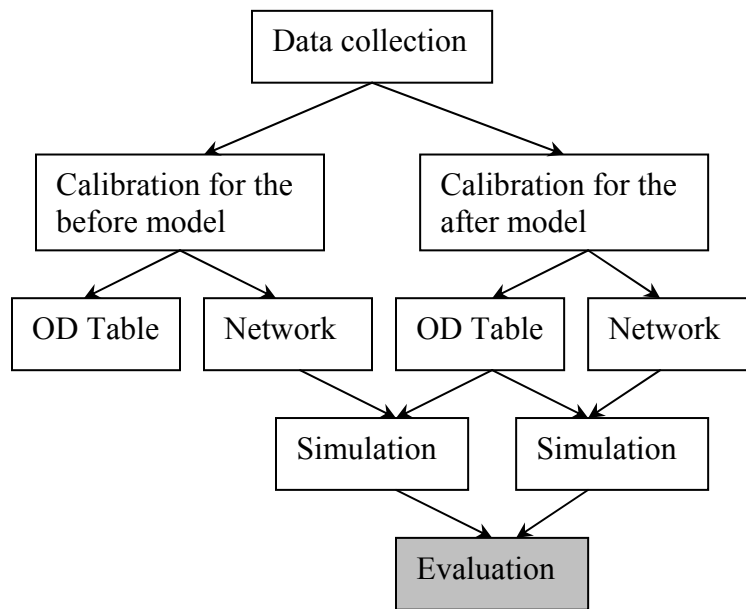 Data collection
Calibration for the
before model
Calibration for the
after model
OD Table
Network
OD Table
Network
Simulation
Simulation
Evaluation